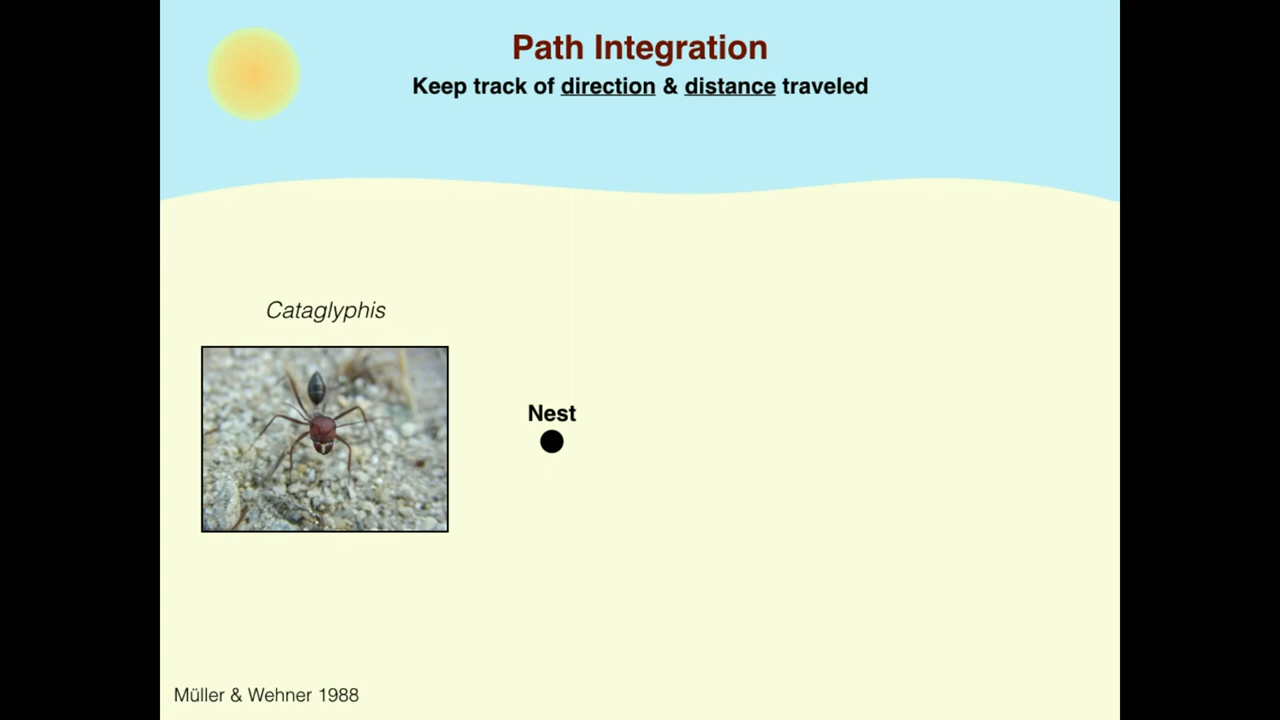 Path Integration
Keep track of direction & distance traveled
Cataglyphis
Nest
Müller & Wehner 1988